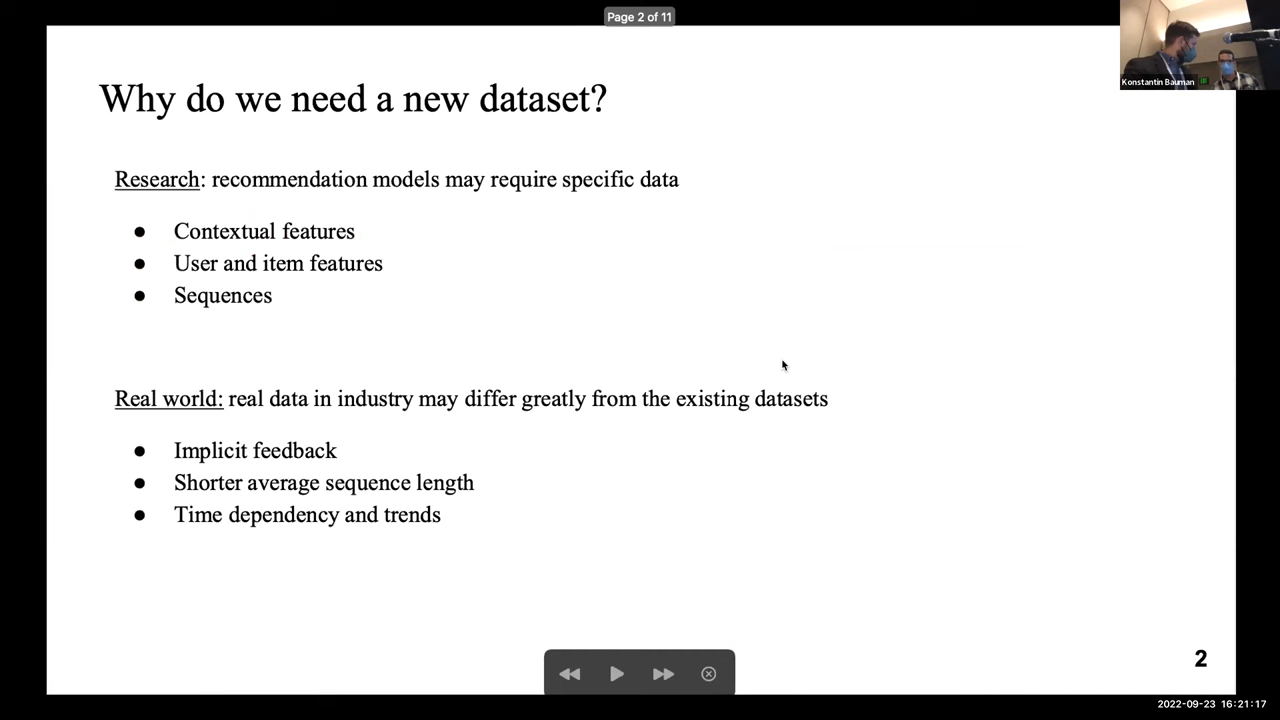 Page 2 of 11
Konstantin Bauman
Why do we need a new dataset?
Research: recommendation models may require specific data
● Contextual features
● User and item features
● Sequences
Real world: real data in industry may differ greatly from the existing datasets
● Implicit feedback
● Shorter average sequence length
● Time dependency and trends
2
2022-09-23 16:21:17